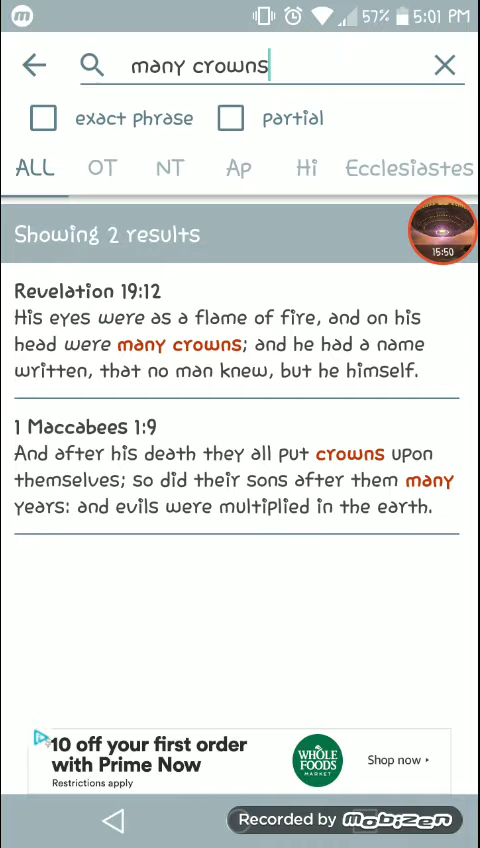 m 57% 5:01 PM
many crowns
exact phrase partial
ALL OT NT Ap Hi Ecclesiastes
Showing 2 results
15:50
Revelation 19:12
His eyes were as a flame of fire, and on his
head were many crowns; and he had a name
written, that no man knew, but he himself.
1 Maccabees 1:9
And after his death they all put crowns upon
themselves; so did their sons after them many
years: and evils were multiplied in the earth.
10 off your first order
with Prime Now
Restrictions apply
WHOLE
FOODS
MARKET
Shop now
Recorded by mobizen